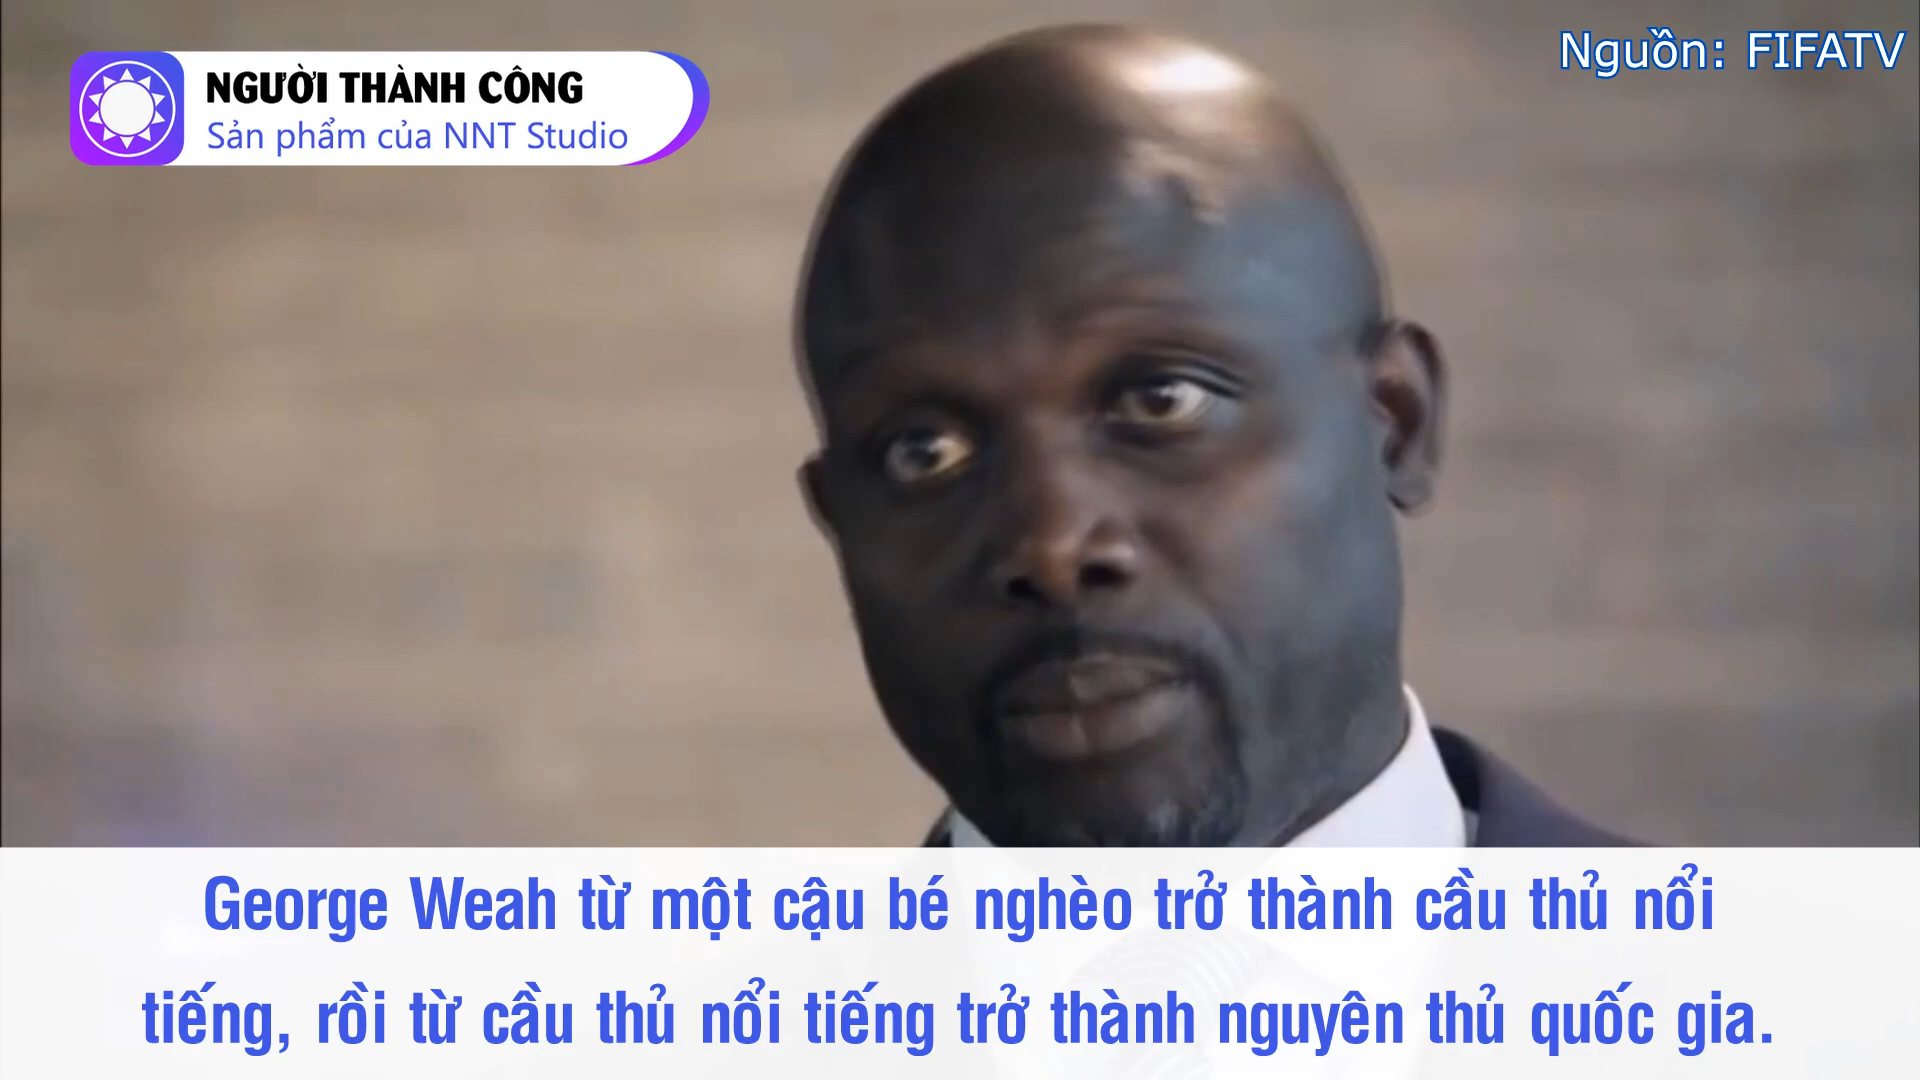 NGƯỜI THÀNH CÔNG
Sản phẩm của NNT Studio
Nguồn: FIFATV
George Weah từ một cậu bé nghèo trở thành cầu thủ nổi
tiếng, rồi từ cầu thủ nổi tiếng trở thành nguyên thủ quốc gia.